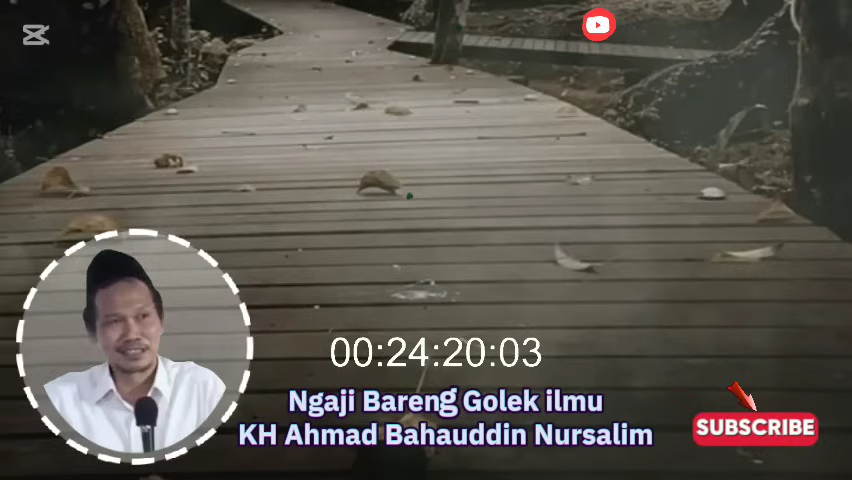 00:24:20:03
Ngaji Bareng Golek ilmu
KH Ahmad Bahauddin Nursalim
SUBSCRIBE